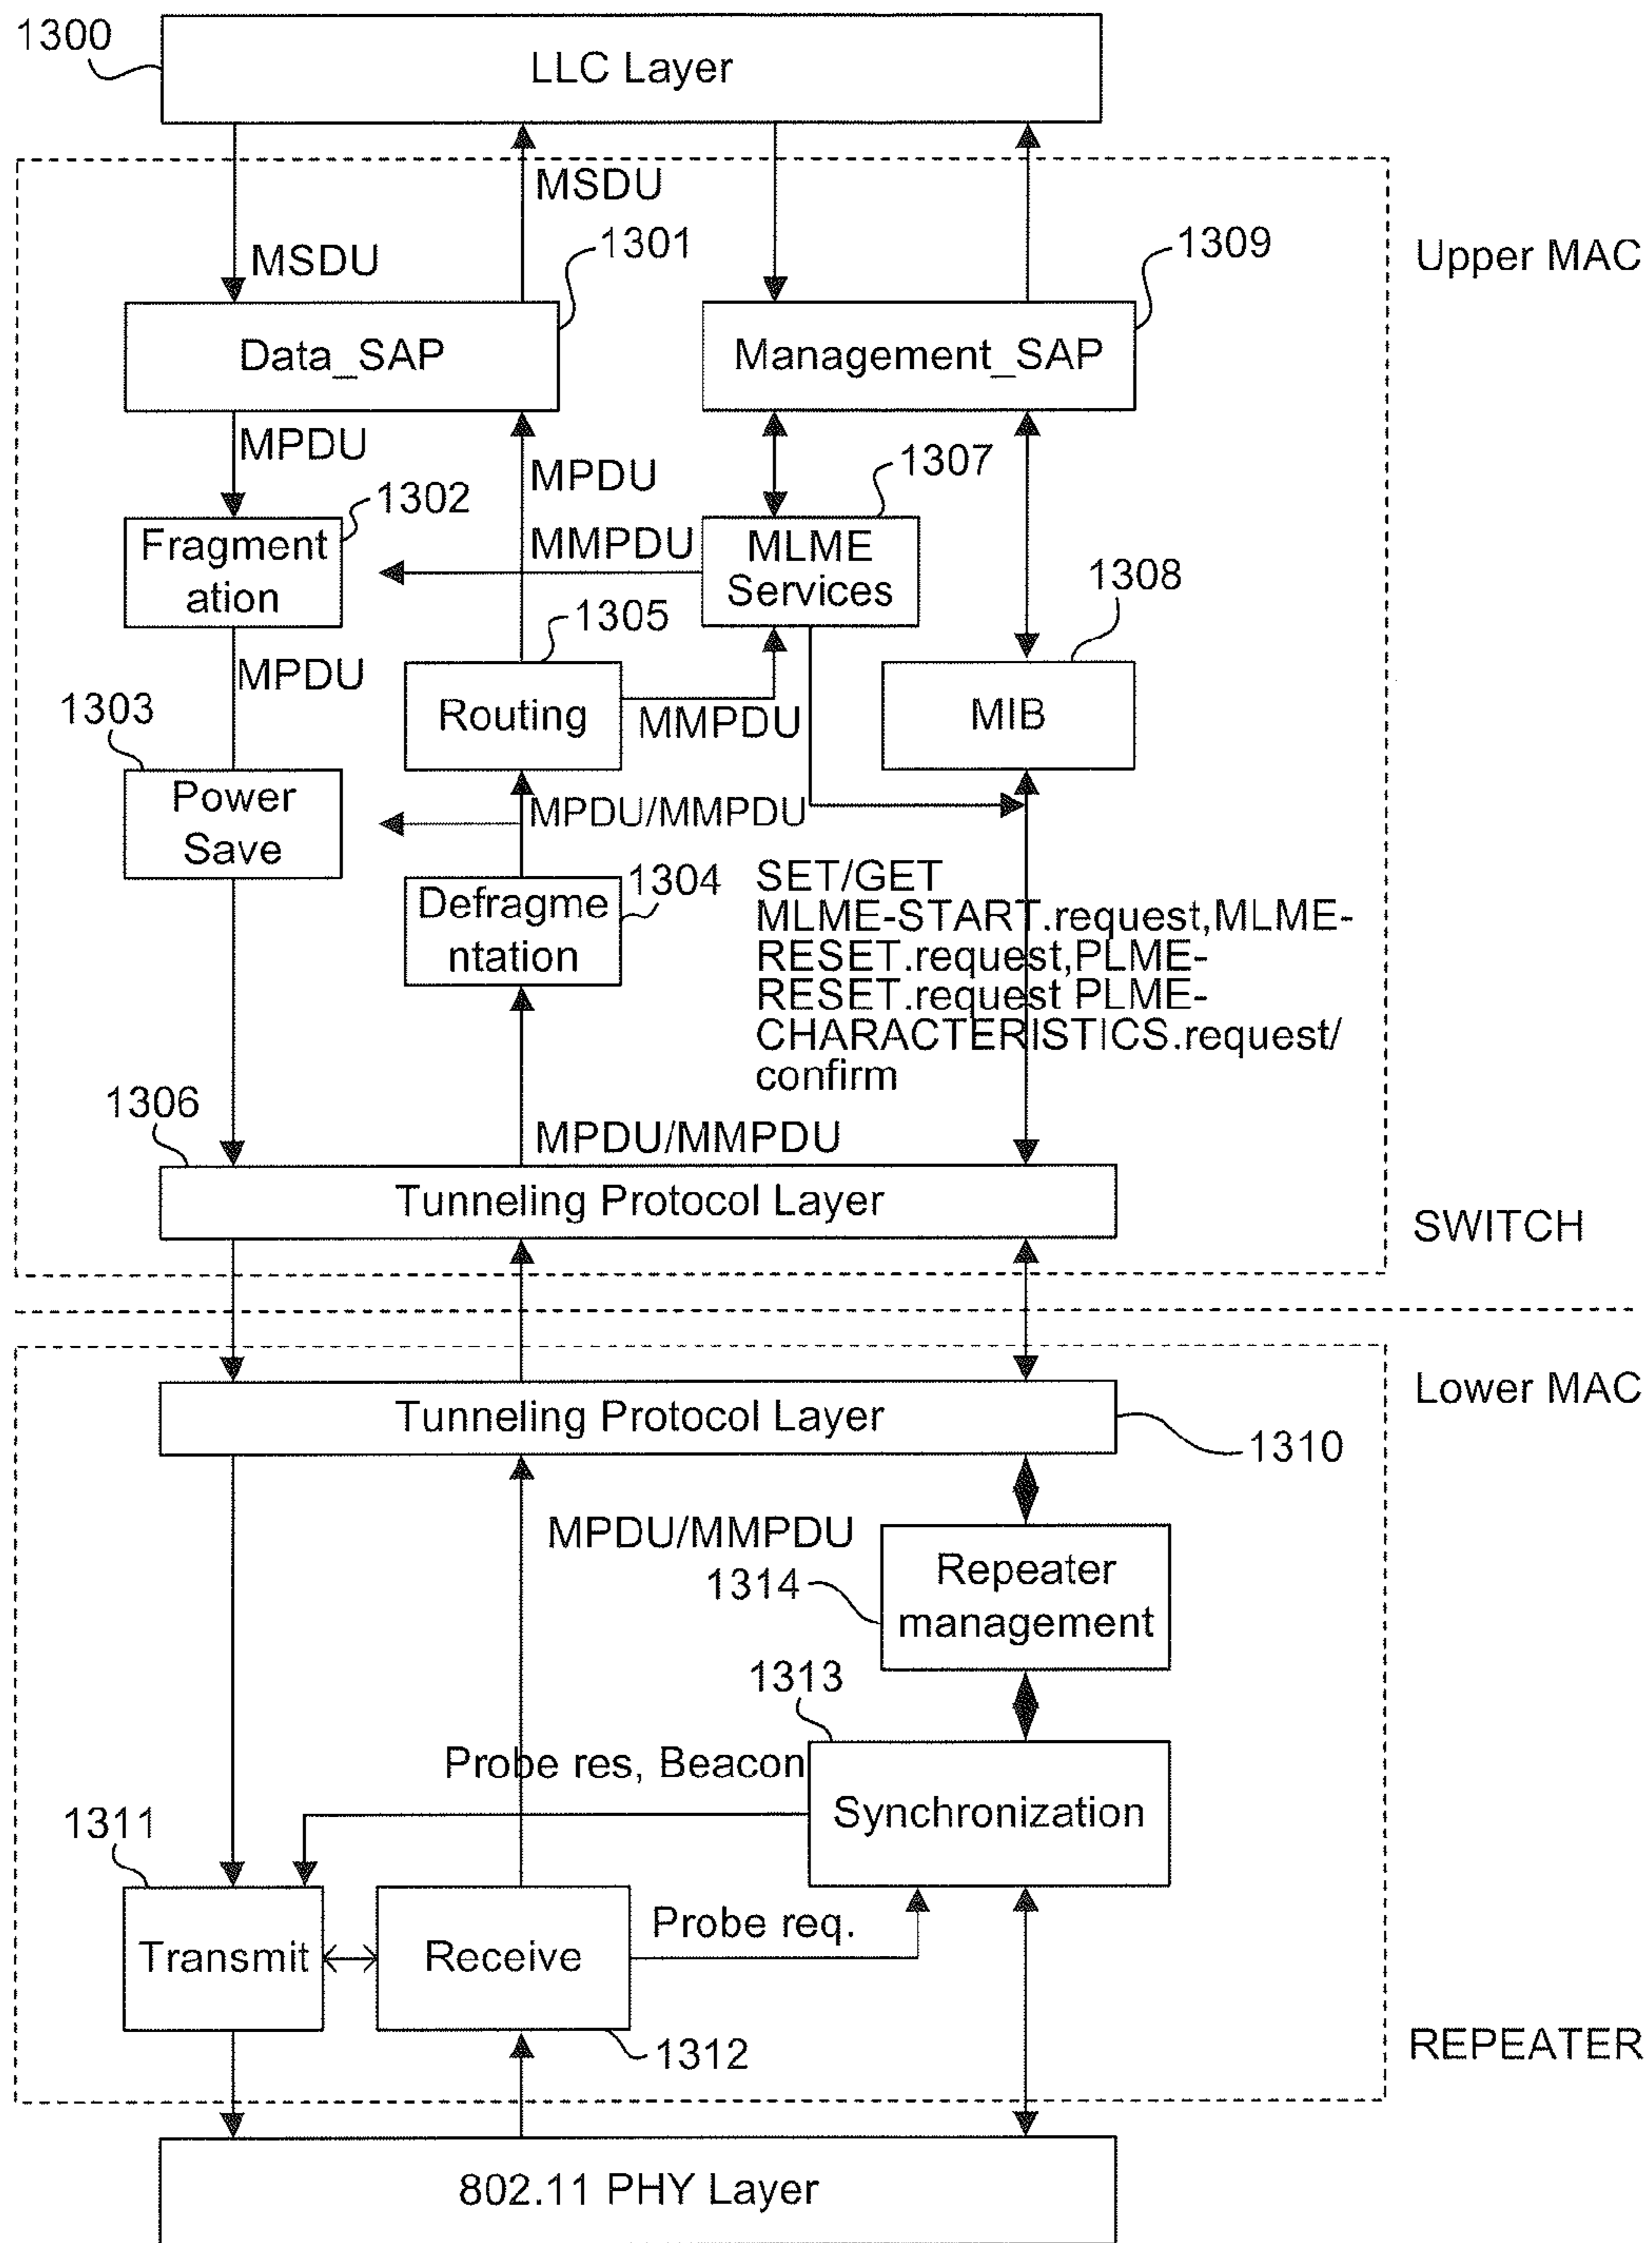 1300
LLC Layer
MSDU
MSDU
1301
1309
Upper MAC
Data_SAP
Management_SAP
MPDU
MPDU
1302
1307
Fragment
ation
MMPDU
MLME
Services
1308
1305
MPDU
1303
Routing
MMPDU
MIB
Power
Save
MPDU/MMPDU
1304
Defragme
ntation
SET/GET
MLME-START.request,MLME-
RESET.request,PLME-
RESET.request PLME-
CHARACTERISTICS.request/
confirm
1306
MPDU/MMPDU
Tunneling Protocol Layer
SWITCH
Lower MAC
Tunneling Protocol Layer
1310
MPDU/MMPDU
Repeater
management
1314
1313
Probe res, Beacon
Synchronization
1311
Transmit
Receive
Probe req.
1312
REPEATER
802.11 PHY Layer